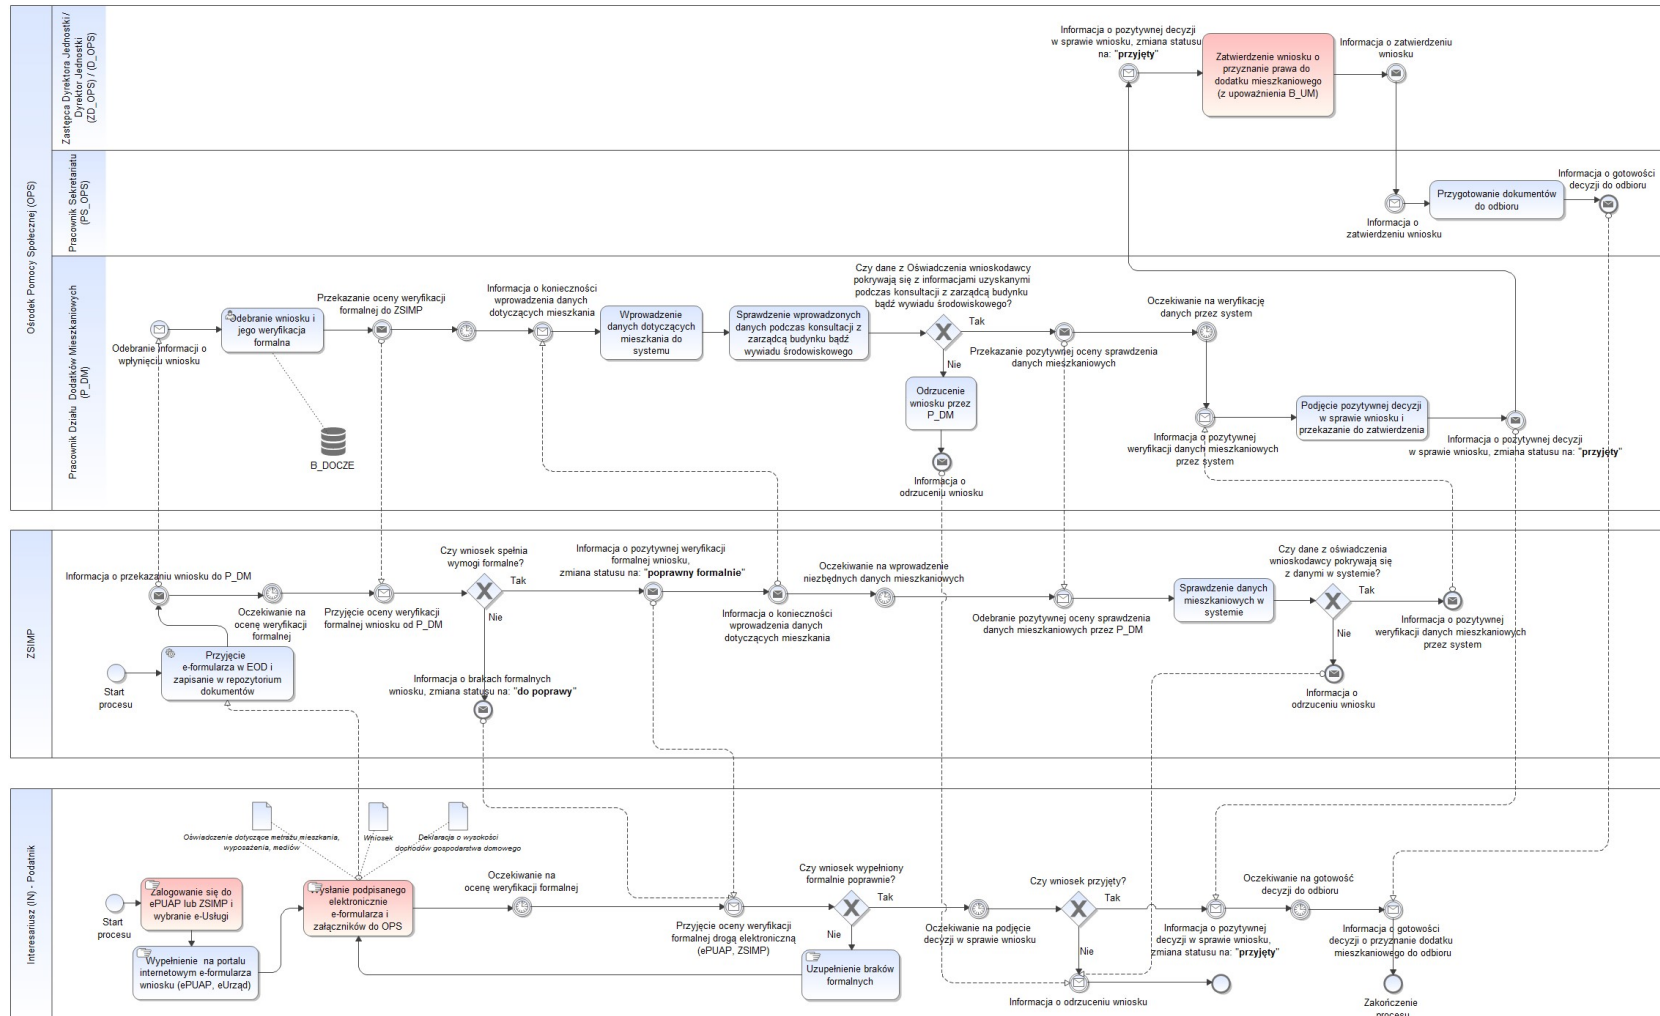 Ośrodek Pomocy Społecznej (OPS)
Zastępca Dyrektora Jednostki/
Dyrektor Jednostki
(ZD_OPS) / (D_OPS)
Informacja o pozytywnej decyzji
w sprawie wniosku, zmiana statusu
na: "przyjęty"
Zatwierdzenie wniosku o
przyznanie prawa do
dodatku mieszkaniowego
(z upoważnienia B_UM)
Informacja o zatwierdzeniu
wniosku
Pracownik Sekretariatu
(PS_OPS)
Informacja o
zatwierdzeniu wniosku
Przygotowanie dokumentów
do odbioru
Informacja o gotowości
decyzji do odbioru
Pracownik Działu Dodatków Mieszkaniowych
(P_DM)
Odebranie informacji o
wpłynięciu wniosku
Odebranie wniosku i
jego weryfikacja
formalna
B_DOCZE
Przekazanie oceny weryfikacji
formalnej do ZSIMP
Informacja o konieczności
wprowadzenia danych
dotyczących mieszkania
Wprowadzenie
danych dotyczących
mieszkania do
systemu
Sprawdzenie wprowadzonych
danych podczas konsultacji z
zarządcą budynku bądź
wywiadu środowiskowego
Czy dane z Oświadczenia wnioskodawcy
pokrywają się z informacjami uzyskanymi
podczas konsultacji z zarządcą budynku
bądź wywiadu środowiskowego?
Tak
Nie
Odrzucenie
wniosku przez
P_DM
Informacja o
odrzuceniu wniosku
Przekazanie pozytywnej oceny sprawdzenia
danych mieszkaniowych
Oczekiwanie na weryfikację
danych przez system
Informacja o pozytywnej
weryfikacji danych mieszkaniowych
przez system
Podjęcie pozytywnej decyzji
w sprawie wniosku i
przekazanie do zatwierdzenia
Informacja o pozytywnej decyzji
w sprawie wniosku, zmiana statusu na: "przyjęty"
ZSIMP
Informacja o przekazaniu wniosku do P_DM
Start
procesu
Przyjęcie
e-formularza w EOD i
zapisanie w repozytorium
dokumentów
Oczekiwanie na
ocenę weryfikacji
formalnej
Przyjęcie oceny weryfikacji
formalnej wniosku od P_DM
Czy wniosek spełnia
wymogi formalne?
Tak
Nie
Informacja o brakach formalnych
wniosku, zmiana statusu na: "do poprawy"
Informacja o pozytywnej weryfikacji
formalnej wniosku,
zmiana statusu na: "poprawny formalnie"
Informacja o konieczności
wprowadzenia danych
dotyczących mieszkania
Oczekiwanie na wprowadzenie
niezbędnych danych mieszkaniowych
Odebranie pozytywnej oceny sprawdzenia
danych mieszkaniowych przez P_DM
Sprawdzenie danych
mieszkaniowych w
systemie
Czy dane z oświadczenia
wnioskodawcy pokrywają się
z danymi w systemie?
Tak
Nie
Informacja o
odrzuceniu wniosku
Informacja o pozytywnej
weryfikacji danych mieszkaniowych
przez system
Interesariusz (IN) - Podatnik
Start
procesu
Zalogowanie się do
ePUAP lub ZSIMP i
wybranie e-Usługi
Wypełnienie na portalu
internetowym e-formularza
wniosku (ePUAP, eUrząd)
Oświadczenie dotyczące metrażu mieszkania,
wyposażenia, mediów
Wniosek
Deklaracja o wysokości
dochodów gospodarstwa domowego
Wysłanie podpisanego
elektronicznie
e-formularza i
załączników do OPS
Oczekiwanie na
ocenę weryfikacji formalnej
Przyjęcie oceny weryfikacji
formalnej drogą elektroniczną
(ePUAP, ZSIMP)
Czy wniosek wypełniony
formalnie poprawnie?
Tak
Nie
Uzupełnienie braków
formalnych
Oczekiwanie na podjęcie
decyzji w sprawie wniosku
Czy wniosek przyjęty?
Tak
Nie
Informacja o odrzuceniu wniosku
Informacja o pozytywnej
decyzji w sprawie wniosku,
zmiana statusu na: "przyjęty"
Oczekiwanie na gotowość
decyzji do odbioru
Informacja o gotowości
decyzji o przyznanie dodatku
mieszkaniowego do odbioru
Zakończenie
procesu